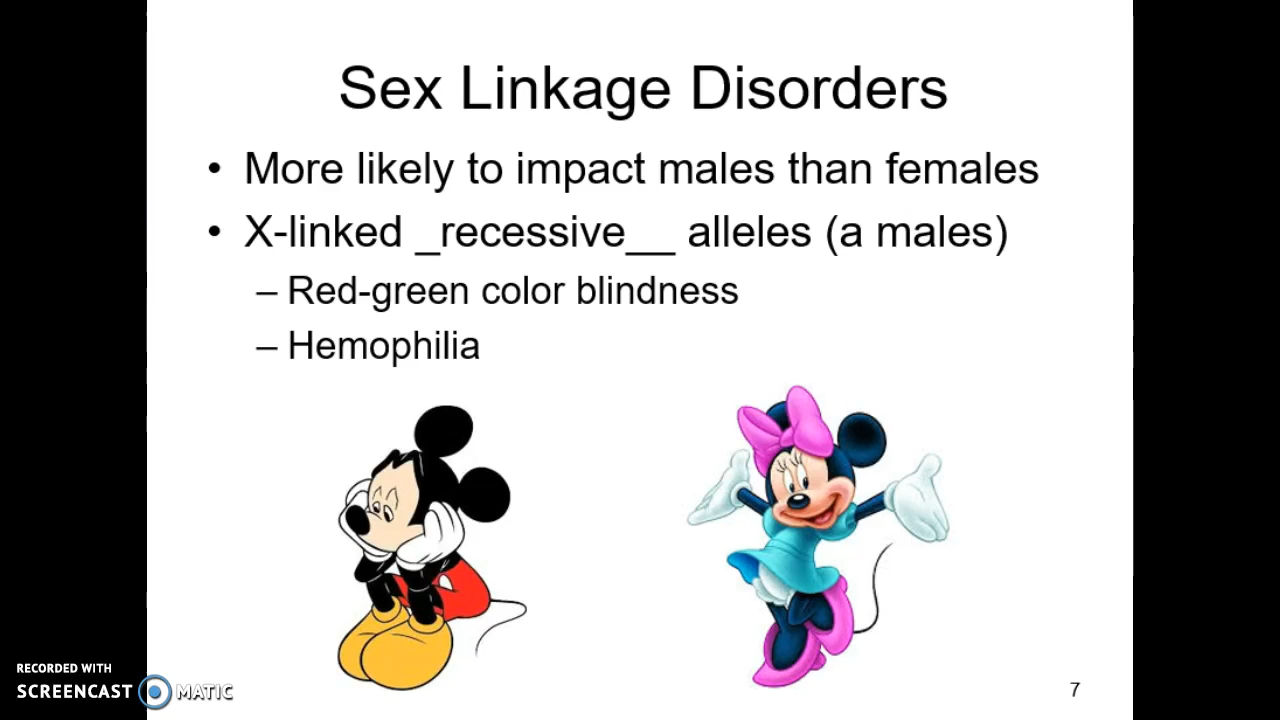 Sex Linkage Disorders
• More likely to impact males than females
• X-linked _recessive__ alleles (a males)
– Red-green color blindness
– Hemophilia
RECORDED WITH
SCREENCAST MATIC
7